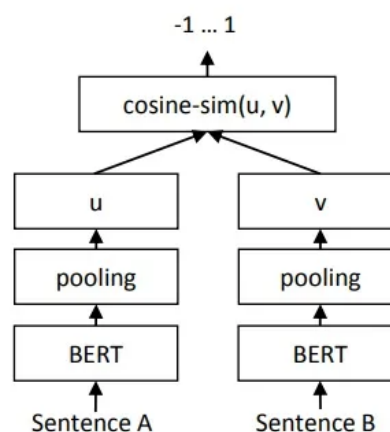 -1 … 1
cosine-sim(u, v)
u v
pooling pooling
BERT BERT
Sentence A Sentence B